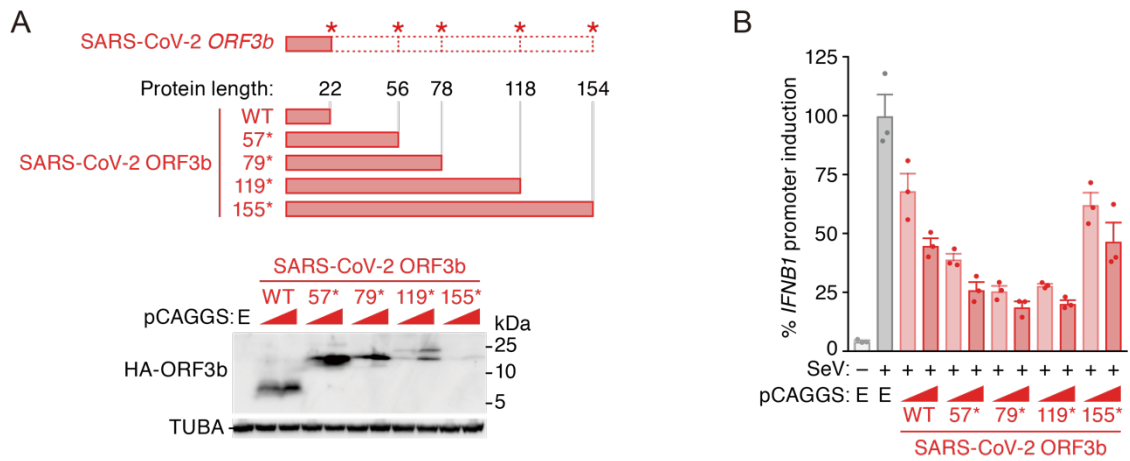 A
* * * * *
SARS-CoV-2 ORF3b
Protein length: 22 56 78 118 154
WT
57*
SARS-CoV-2 ORF3b
79*
119*
155*
SARS-CoV-2 ORF3b
WT 57* 79* 119* 155*
pCAGGS: E
kDa
HA-ORF3b
25
10
5
TUBA
B
% IFNB1 promoter induction
125
100
75
50
25
0
SeV: – + + + + + + + + + + +
pCAGGS: E E
WT 57* 79* 119* 155*
SARS-CoV-2 ORF3b